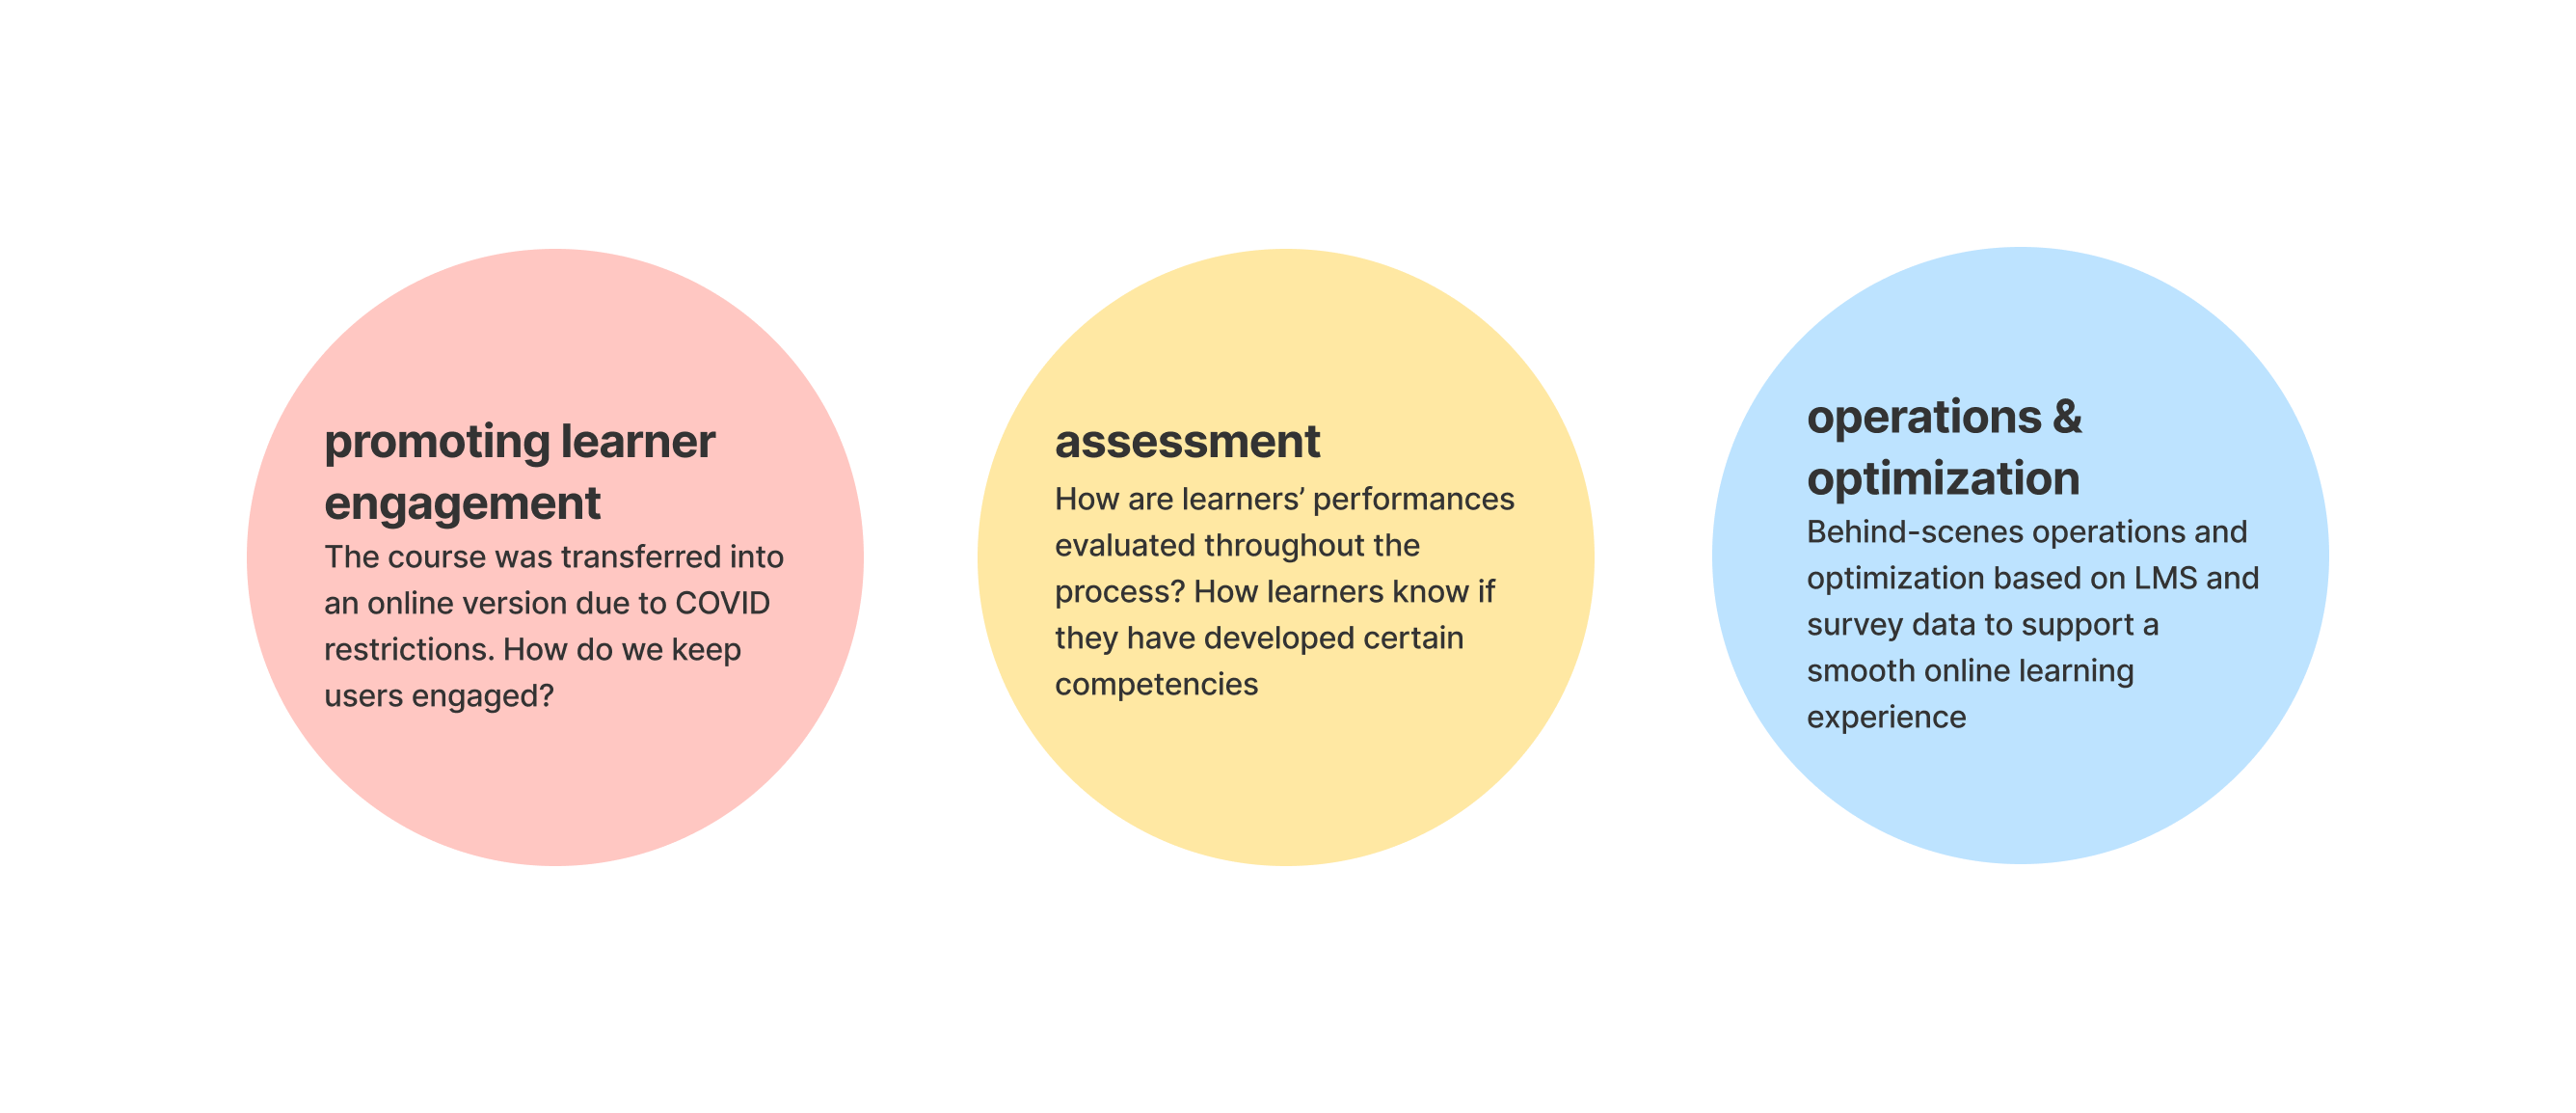 promoting learner
engagement
The course was transferred into
an online version due to COVID
restrictions. How do we keep
users engaged?
assessment
How are learners’ performances
evaluated throughout the
process? How learners know if
they have developed certain
competencies
operations &
optimization
Behind-scenes operations and
optimization based on LMS and
survey data to support a
smooth online learning
experience